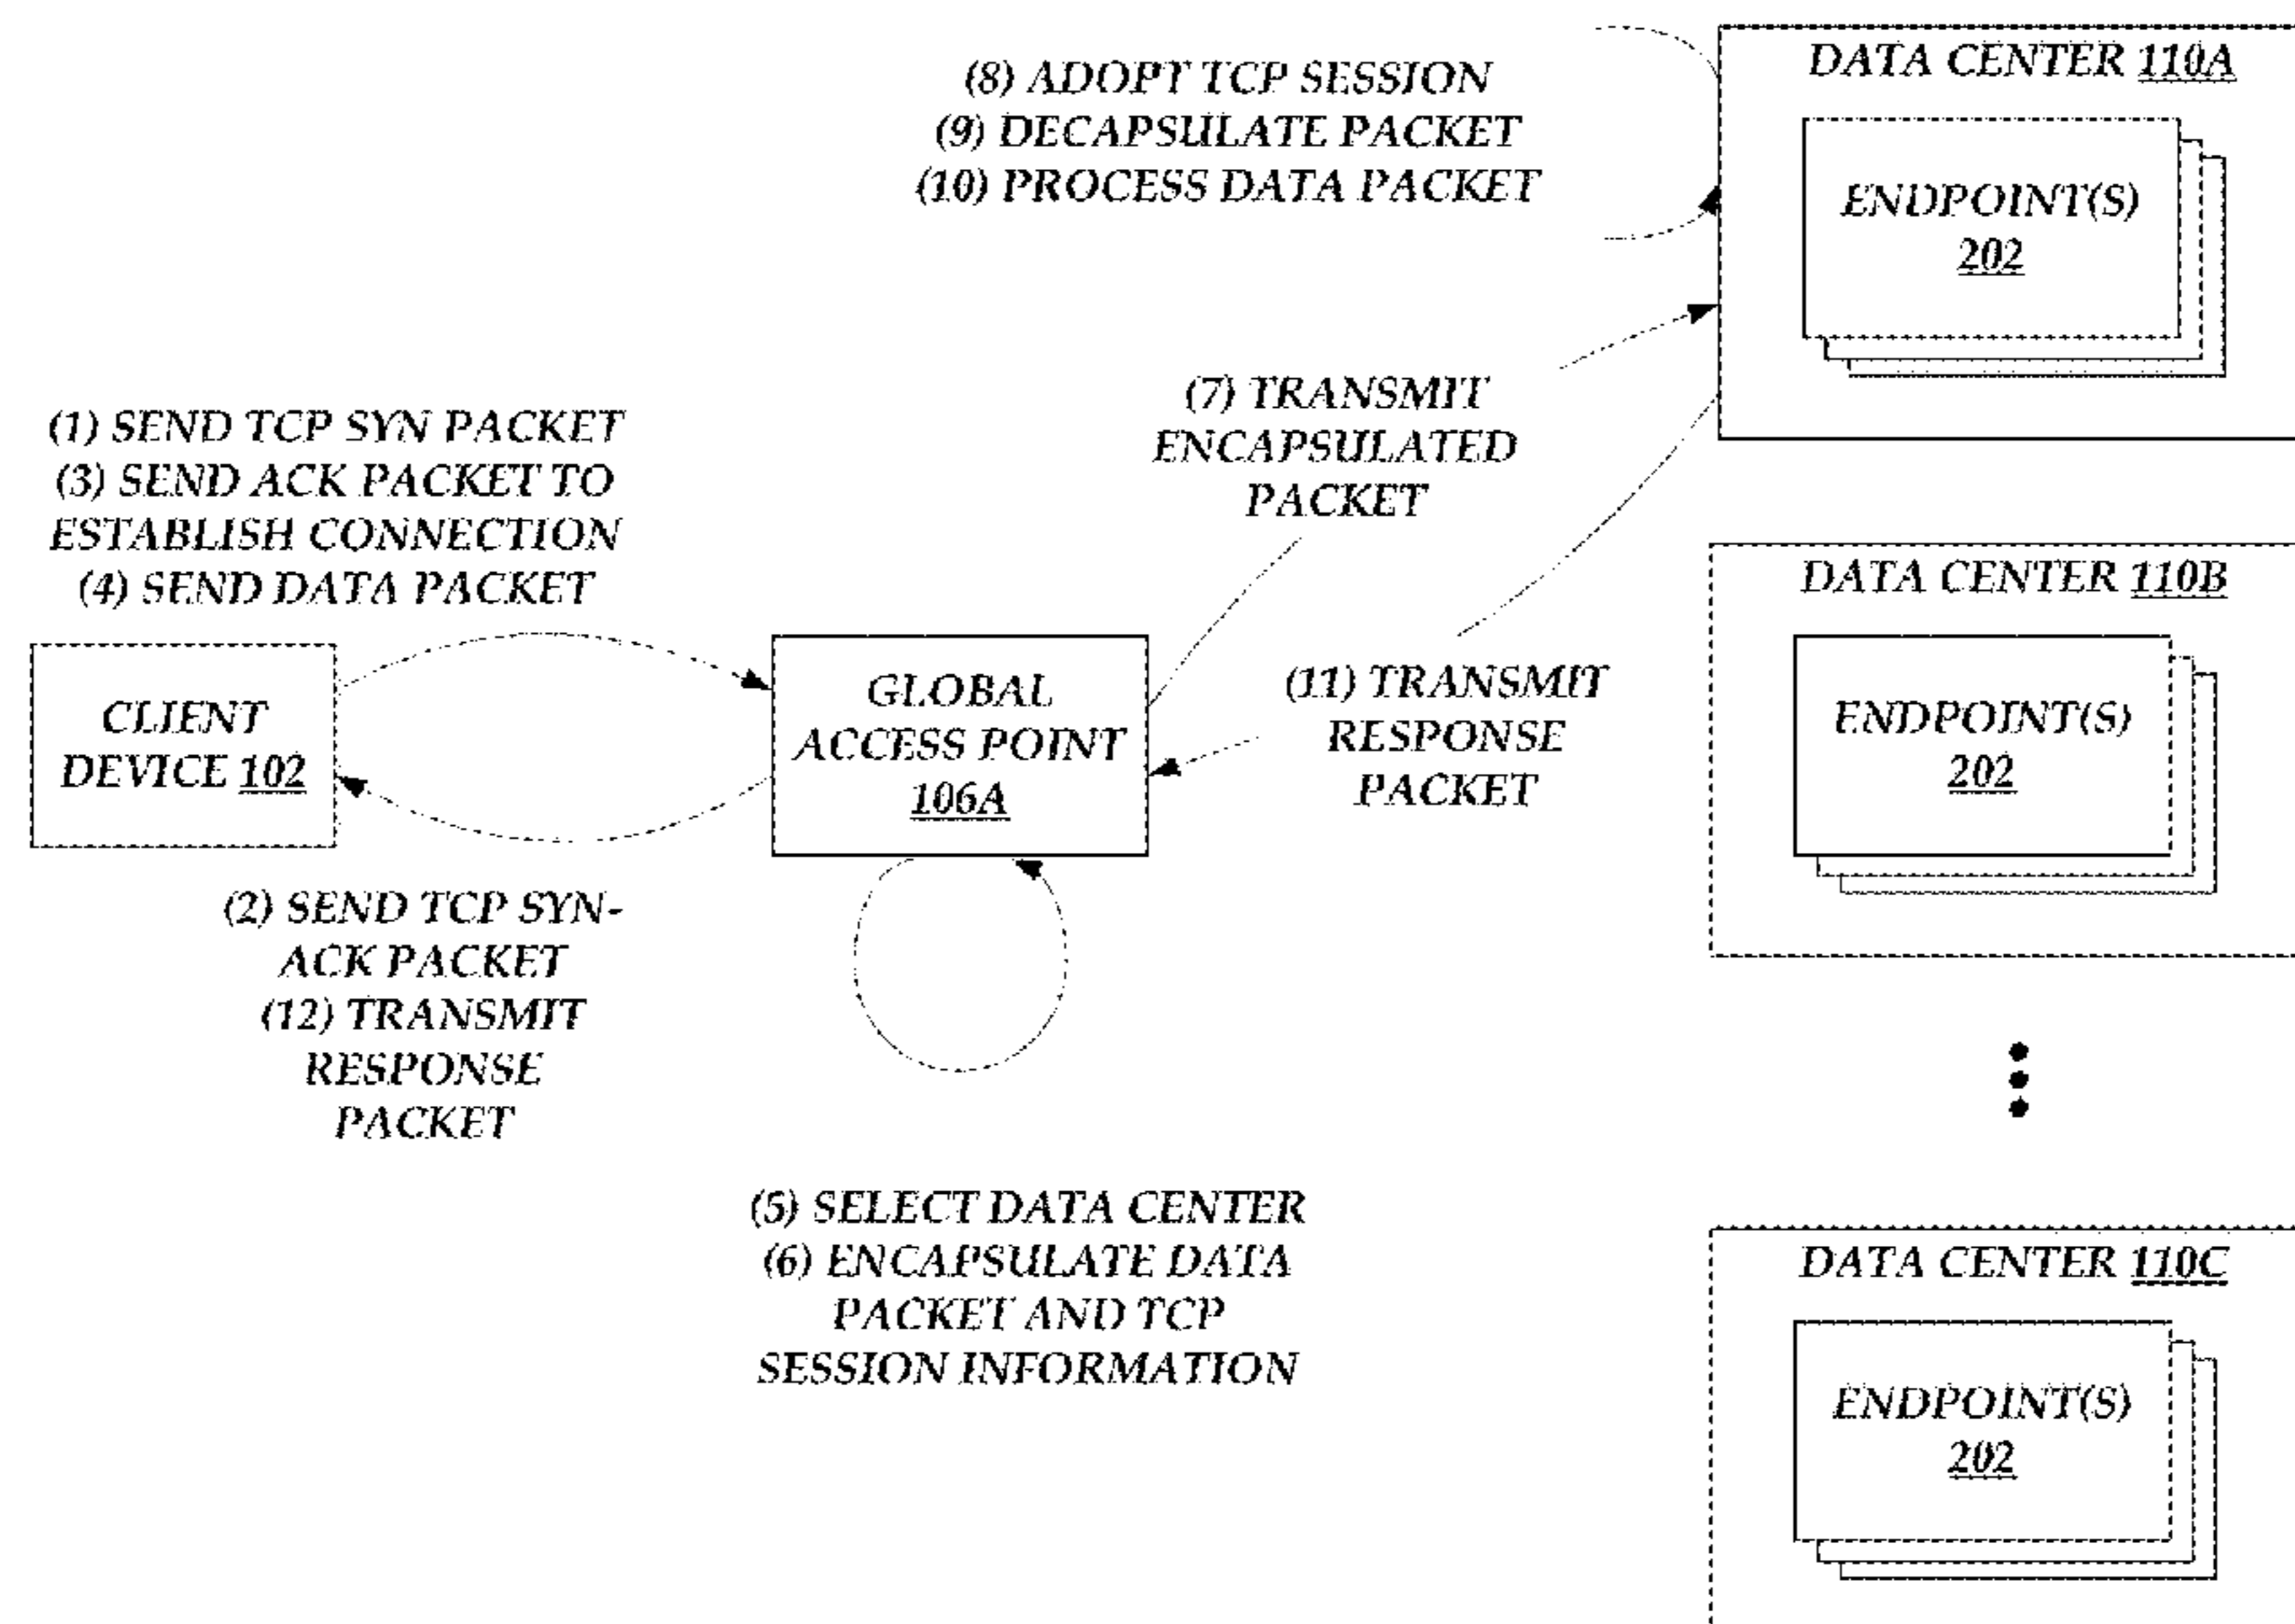 (8) ADOPT TCP SESSION
(9) DECAPSULATE PACKET
(10) PROCESS DATA PACKET
DATA CENTER 110A
ENDPOINT(S)
202
(1) SEND TCP SYN PACKET
(3) SEND ACK PACKET TO
ESTABLISH CONNECTION
(4) SEND DATA PACKET
(7) TRANSMIT
ENCAPSULATED
PACKET
CLIENT
DEVICE 102
GLOBAL
ACCESS POINT
106A
(11) TRANSMIT
RESPONSE
PACKET
DATA CENTER 110B
ENDPOINT(S)
202
(2) SEND TCP SYN-
ACK PACKET
(12) TRANSMIT
RESPONSE
PACKET
(5) SELECT DATA CENTER
(6) ENCAPSULATE DATA
PACKET AND TCP
SESSION INFORMATION
DATA CENTER 110C
ENDPOINT(S)
202